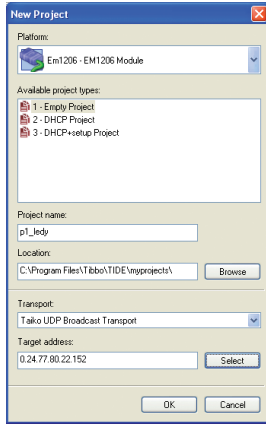 New Project
Platform:
Em1206 - EM1206 Module
Available project types:
1 - Empty Project
2 - DHCP Project
3 - DHCP+setup Project
Project name:
p1_ledy
Location:
C:\Program Files\Tibbo\TIDE\myprojects\
Browse
Transport:
Taiko UDP Broadcast Transport
Target address:
0.24.77.80.22.152
Select
OK
Cancel